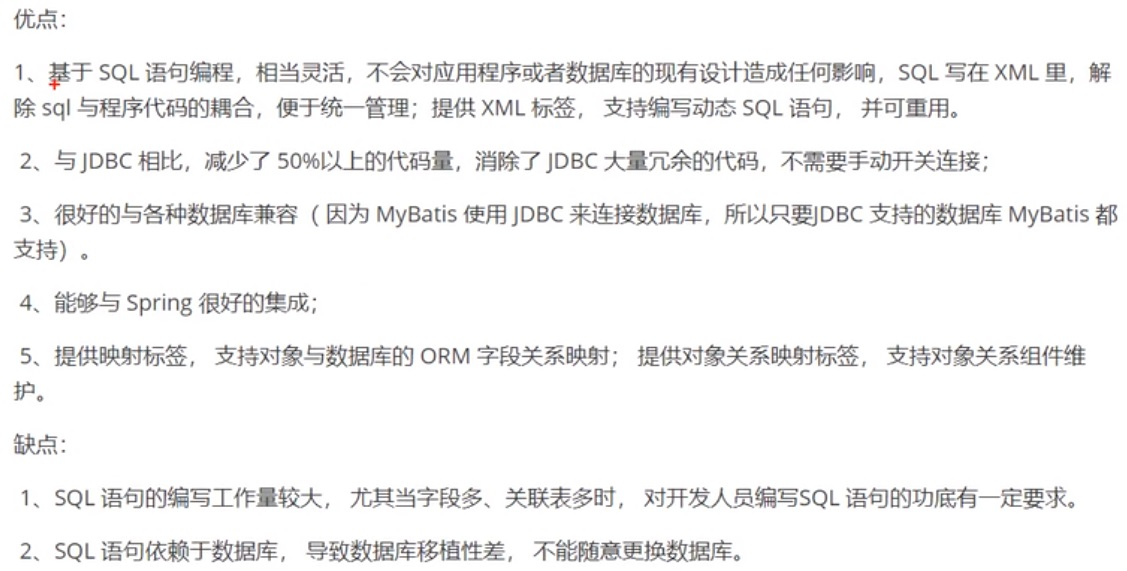 优点：
1、基于 SQL 语句编程，相当灵活，不会对应用程序或者数据库的现有设计造成任何影响，SQL 写在 XML 里，解
除 sql 与程序代码的耦合，便于统一管理；提供 XML 标签， 支持编写动态 SQL 语句， 并可重用。
2、与 JDBC 相比，减少了 50%以上的代码量，消除了 JDBC 大量冗余的代码，不需要手动开关连接；
3、很好的与各种数据库兼容（ 因为 MyBatis 使用 JDBC 来连接数据库，所以只要JDBC 支持的数据库 MyBatis 都
支持）。
4、能够与 Spring 很好的集成；
5、提供映射标签， 支持对象与数据库的 ORM 字段关系映射； 提供对象关系映射标签， 支持对象关系组件维
护。
缺点：
1、SQL 语句的编写工作量较大， 尤其当字段多、关联表多时， 对开发人员编写SQL 语句的功底有一定要求。
2、SQL 语句依赖于数据库， 导致数据库移植性差， 不能随意更换数据库。